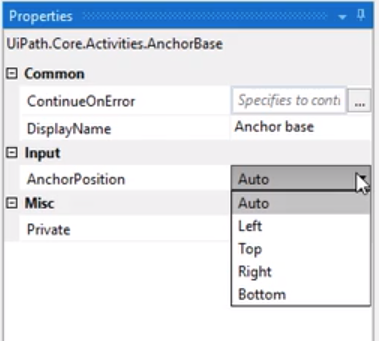 Properties
UiPath.Core.Activities.AnchorBase
Common
ContinueOnError Specifies to conti ...
DisplayName Anchor base
Input
AnchorPosition Auto
Misc Auto
Private Left
Top
Right
Bottom